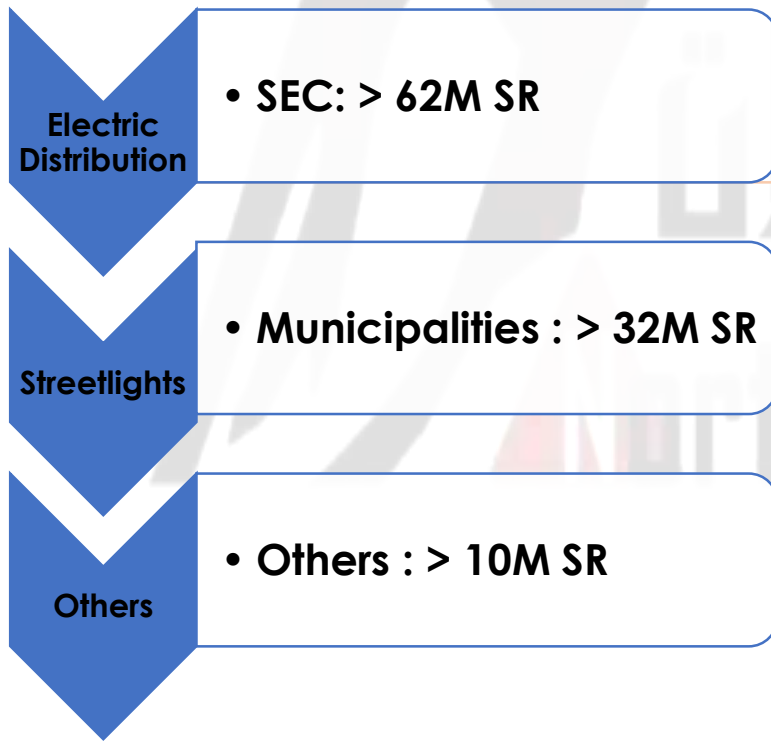 Electric
Distribution
• SEC: > 62M SR
Streetlights
• Municipalities : > 32M SR
Others
• Others : > 10M SR